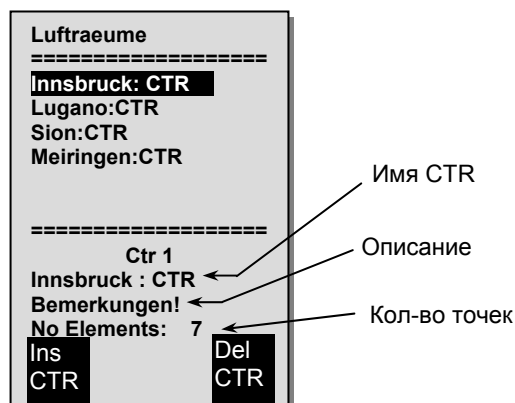 Luftraeume
===================
Innsbruck: CTR
Lugano:CTR
Sion:CTR
Meiringen:CTR
===================
Ctr 1
Innsbruck : CTR
Bemerkungen!
No Elements: 7
Ins
CTR
Del
CTR
Имя CTR
Описание
Кол-во точек